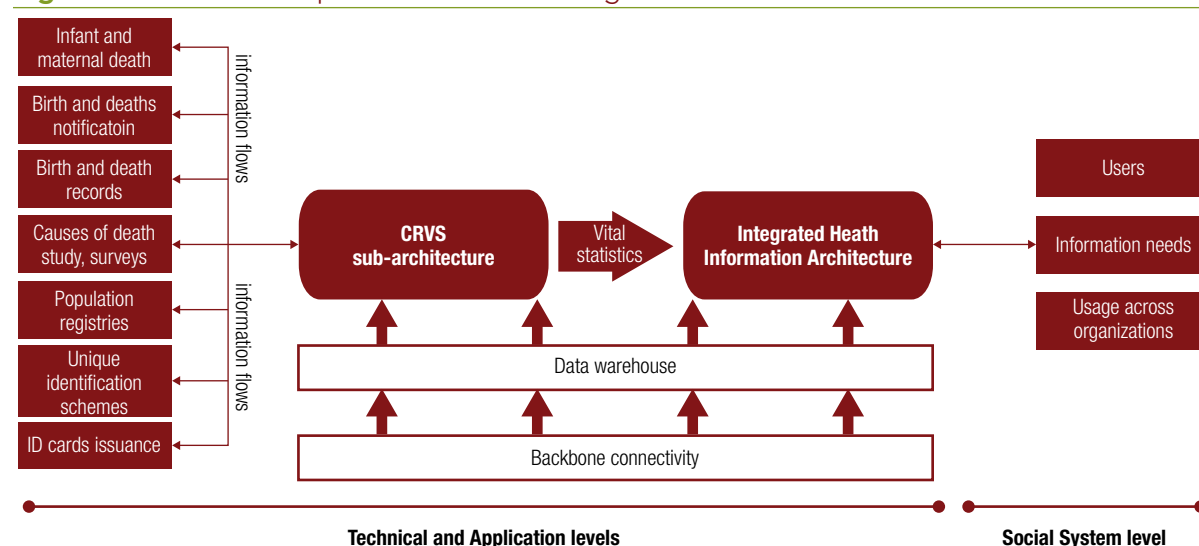 Infant and
maternal death
Birth and deaths
notificatoin
Birth and death
records
Causes of death
study, surveys
Population
registries
Unique
identification
schemes
ID cards issuance
information flows
information flows
CRVS
sub-architecture
Vital
statistics
Integrated Heath
Information Architecture
Data warehouse
Backbone connectivity
Users
Information needs
Usage across
organizations
Technical and Application levels
Social System level